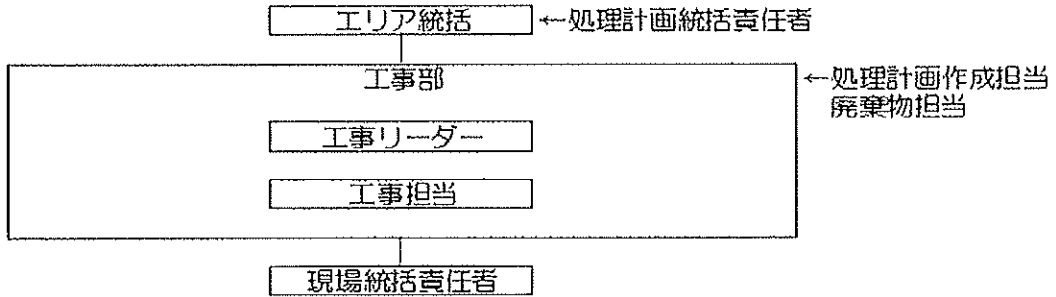 エリア統括
←処理計画統括責任者
工事部
←処理計画作成担当
廃棄物担当
工事リーダー
工事担当
現場統括責任者